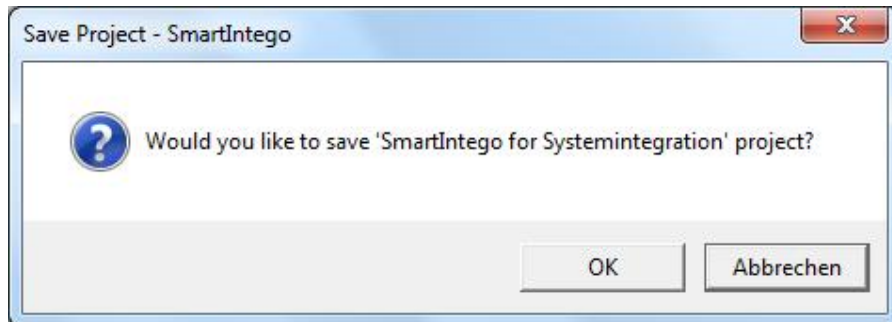 Save Project - SmartIntego
Would you like to save 'SmartIntego for Systemintegration' project?
OK
Abbrechen